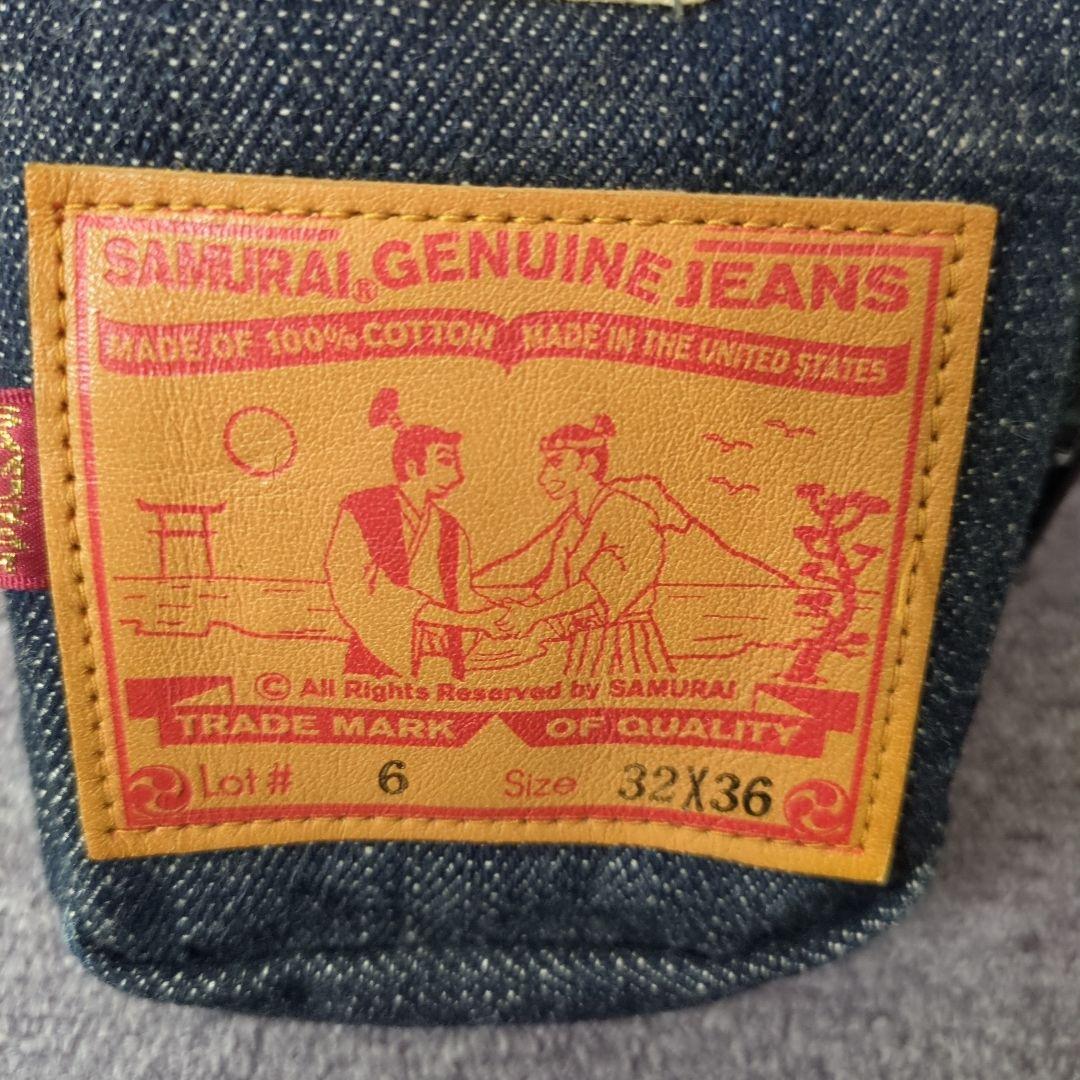 SAMURAI® GENUINE JEANS
MADE OF 100% COTTON MADE IN THE UNITED STATES
© All Rights Reserved by SAMURAI
TRADE MARK OF QUALITY
Lot # 6 Size 32X36